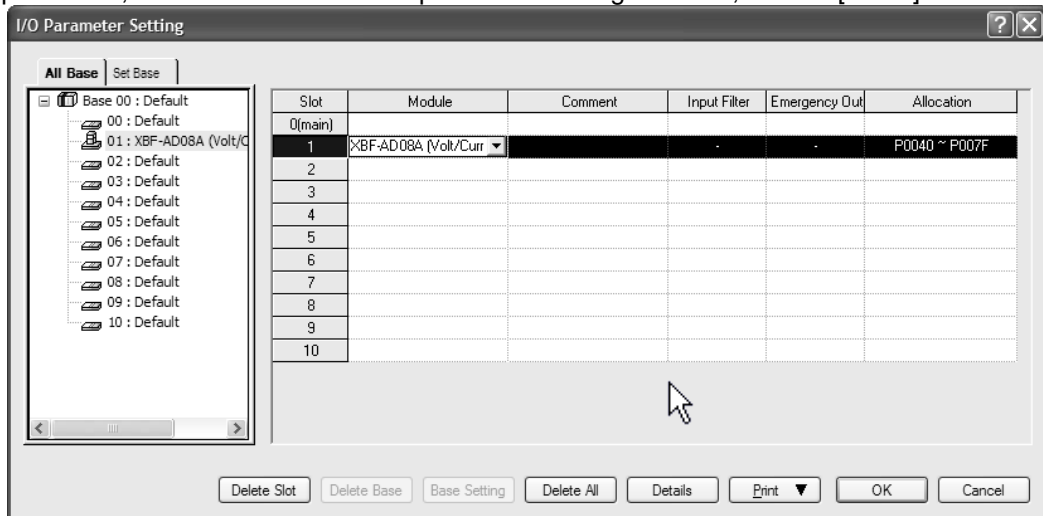 I/O Parameter Setting
All Base Set Base
Base 00 : Default
00 : Default
01 : XBF-AD08A (Volt/C
02 : Default
03 : Default
04 : Default
05 : Default
06 : Default
07 : Default
08 : Default
09 : Default
10 : Default
Slot Module Comment Input Filter Emergency Out Allocation
0(main)
1 XBF-AD08A (Volt/Curr - - P0040 ~ P007F
2
3
4
5
6
7
8
9
10
Delete Slot Delete Base Base Setting Delete All Details Print ▼ OK Cancel